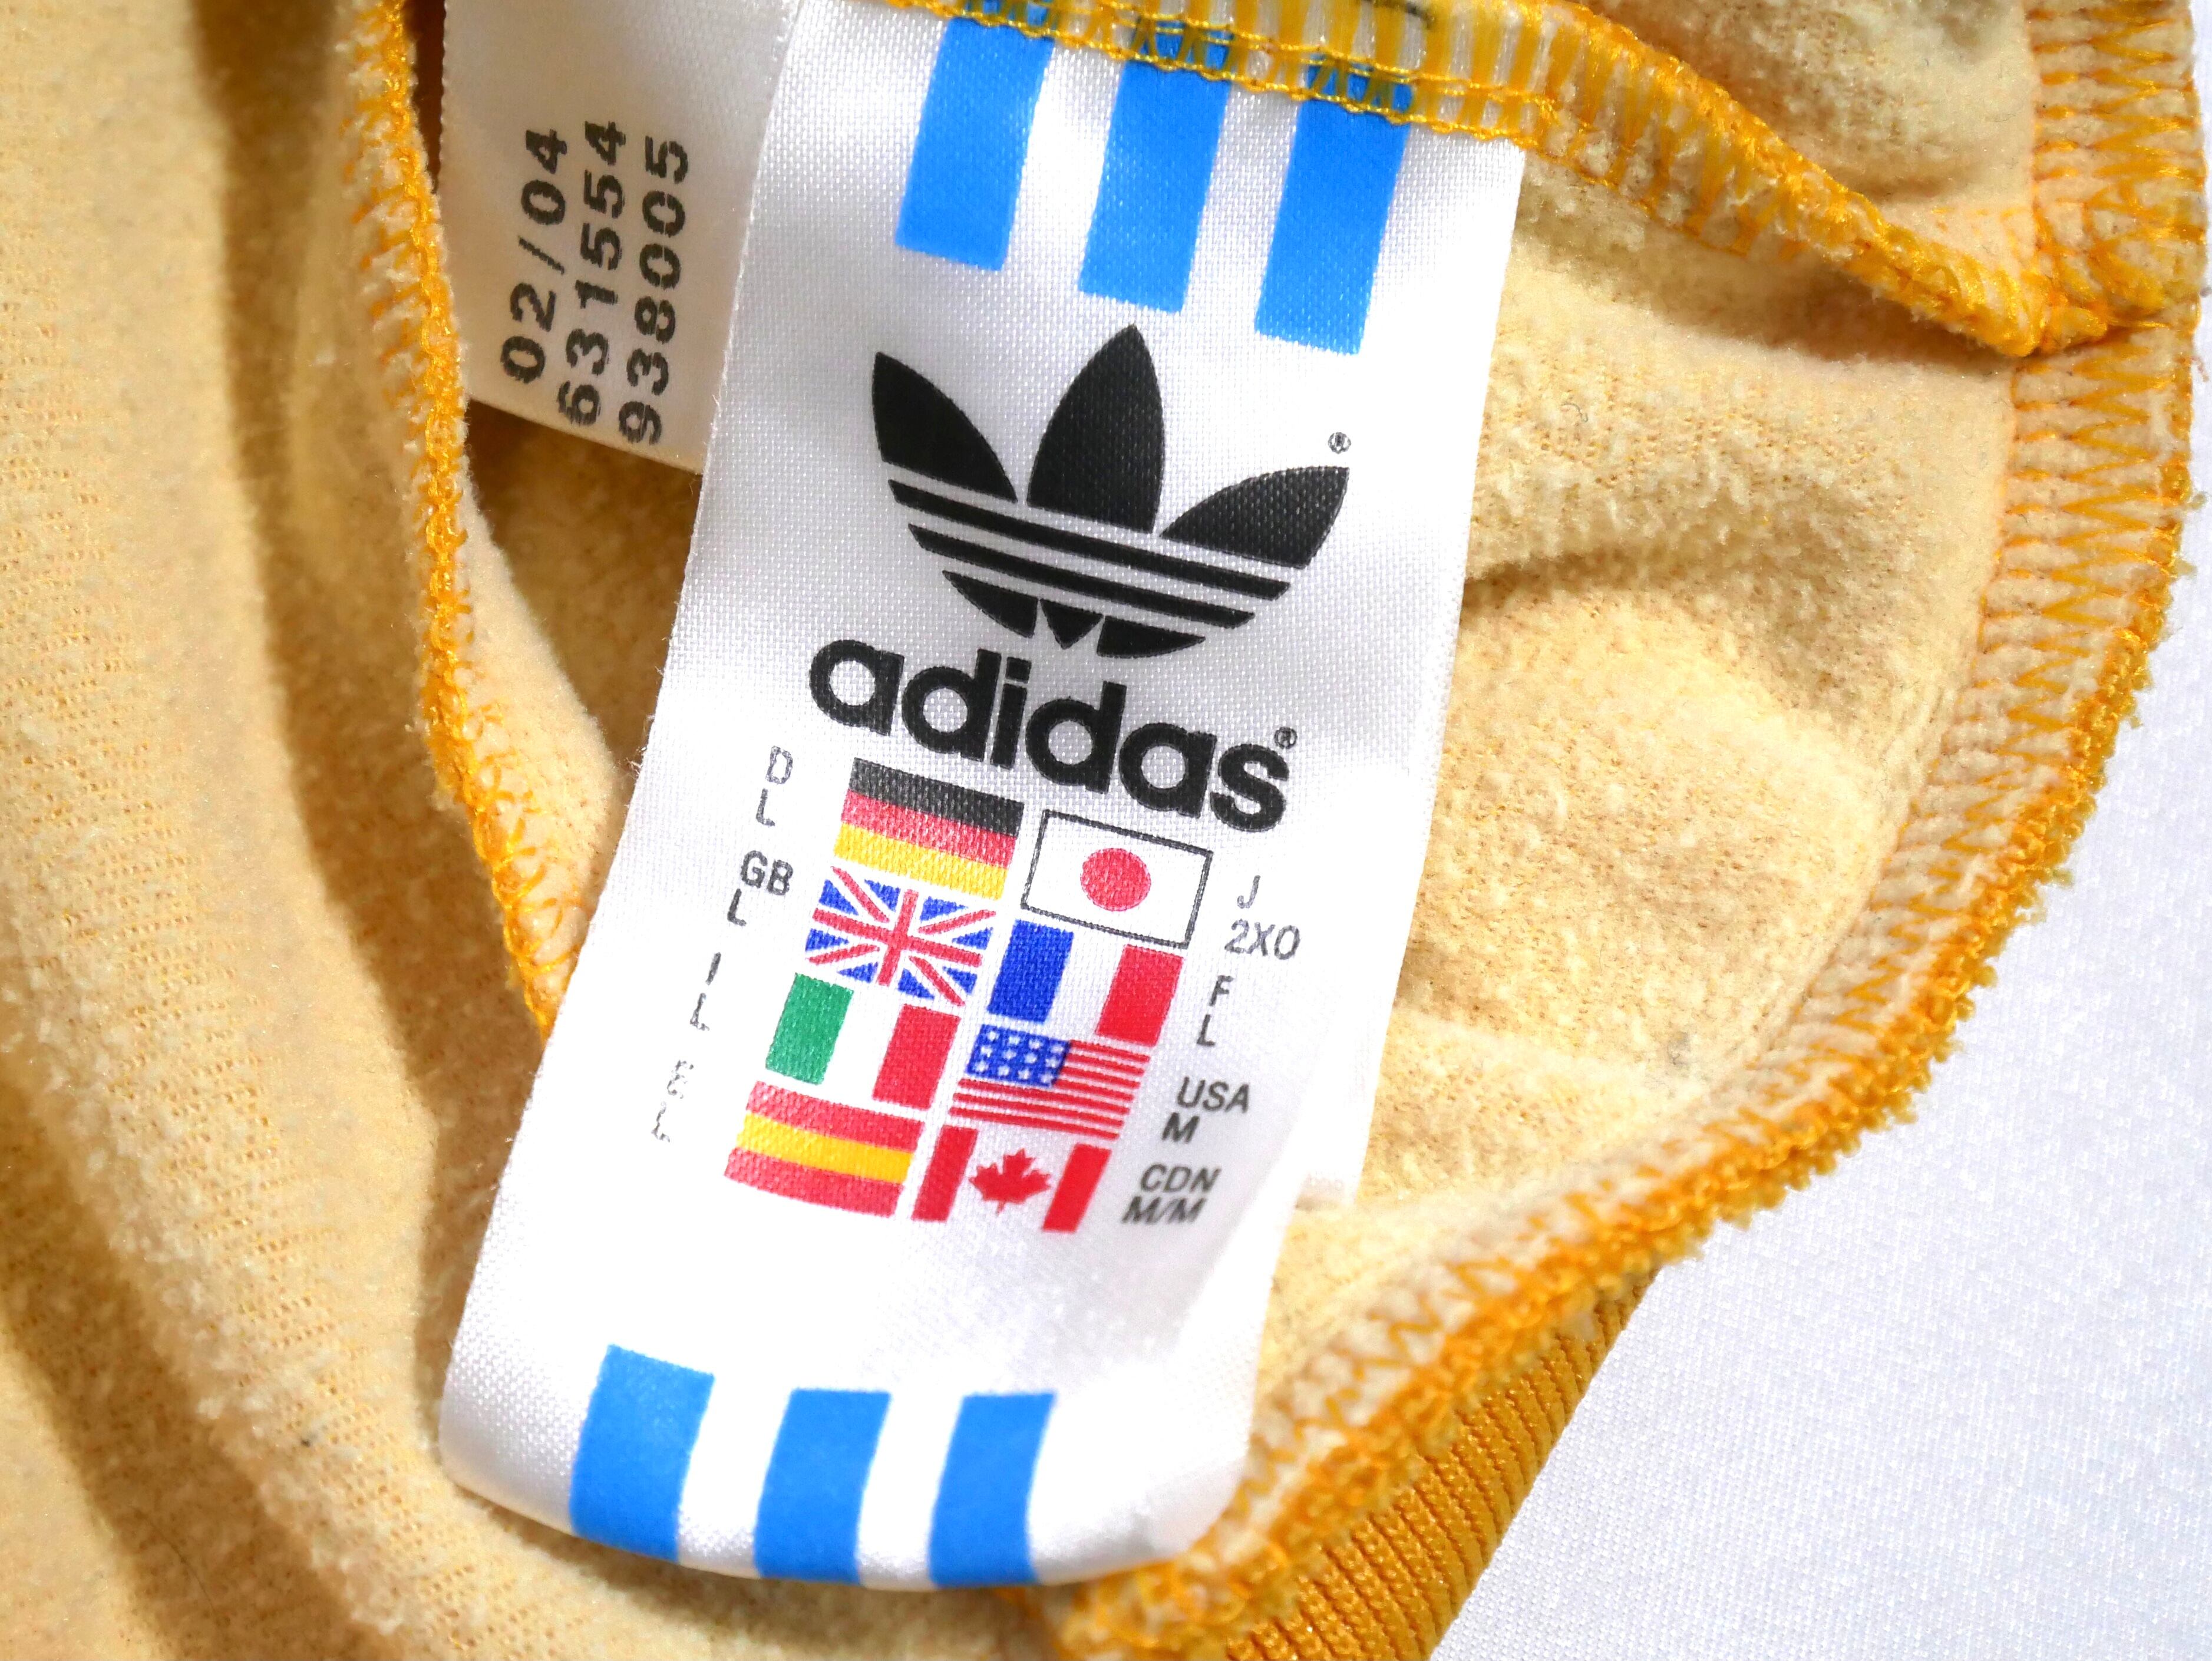 02/04
631554
938005
®
adidas®
D
L
GB
L
I
L
E
L
J
2XO
F
L
USA
M
CDN
M/M